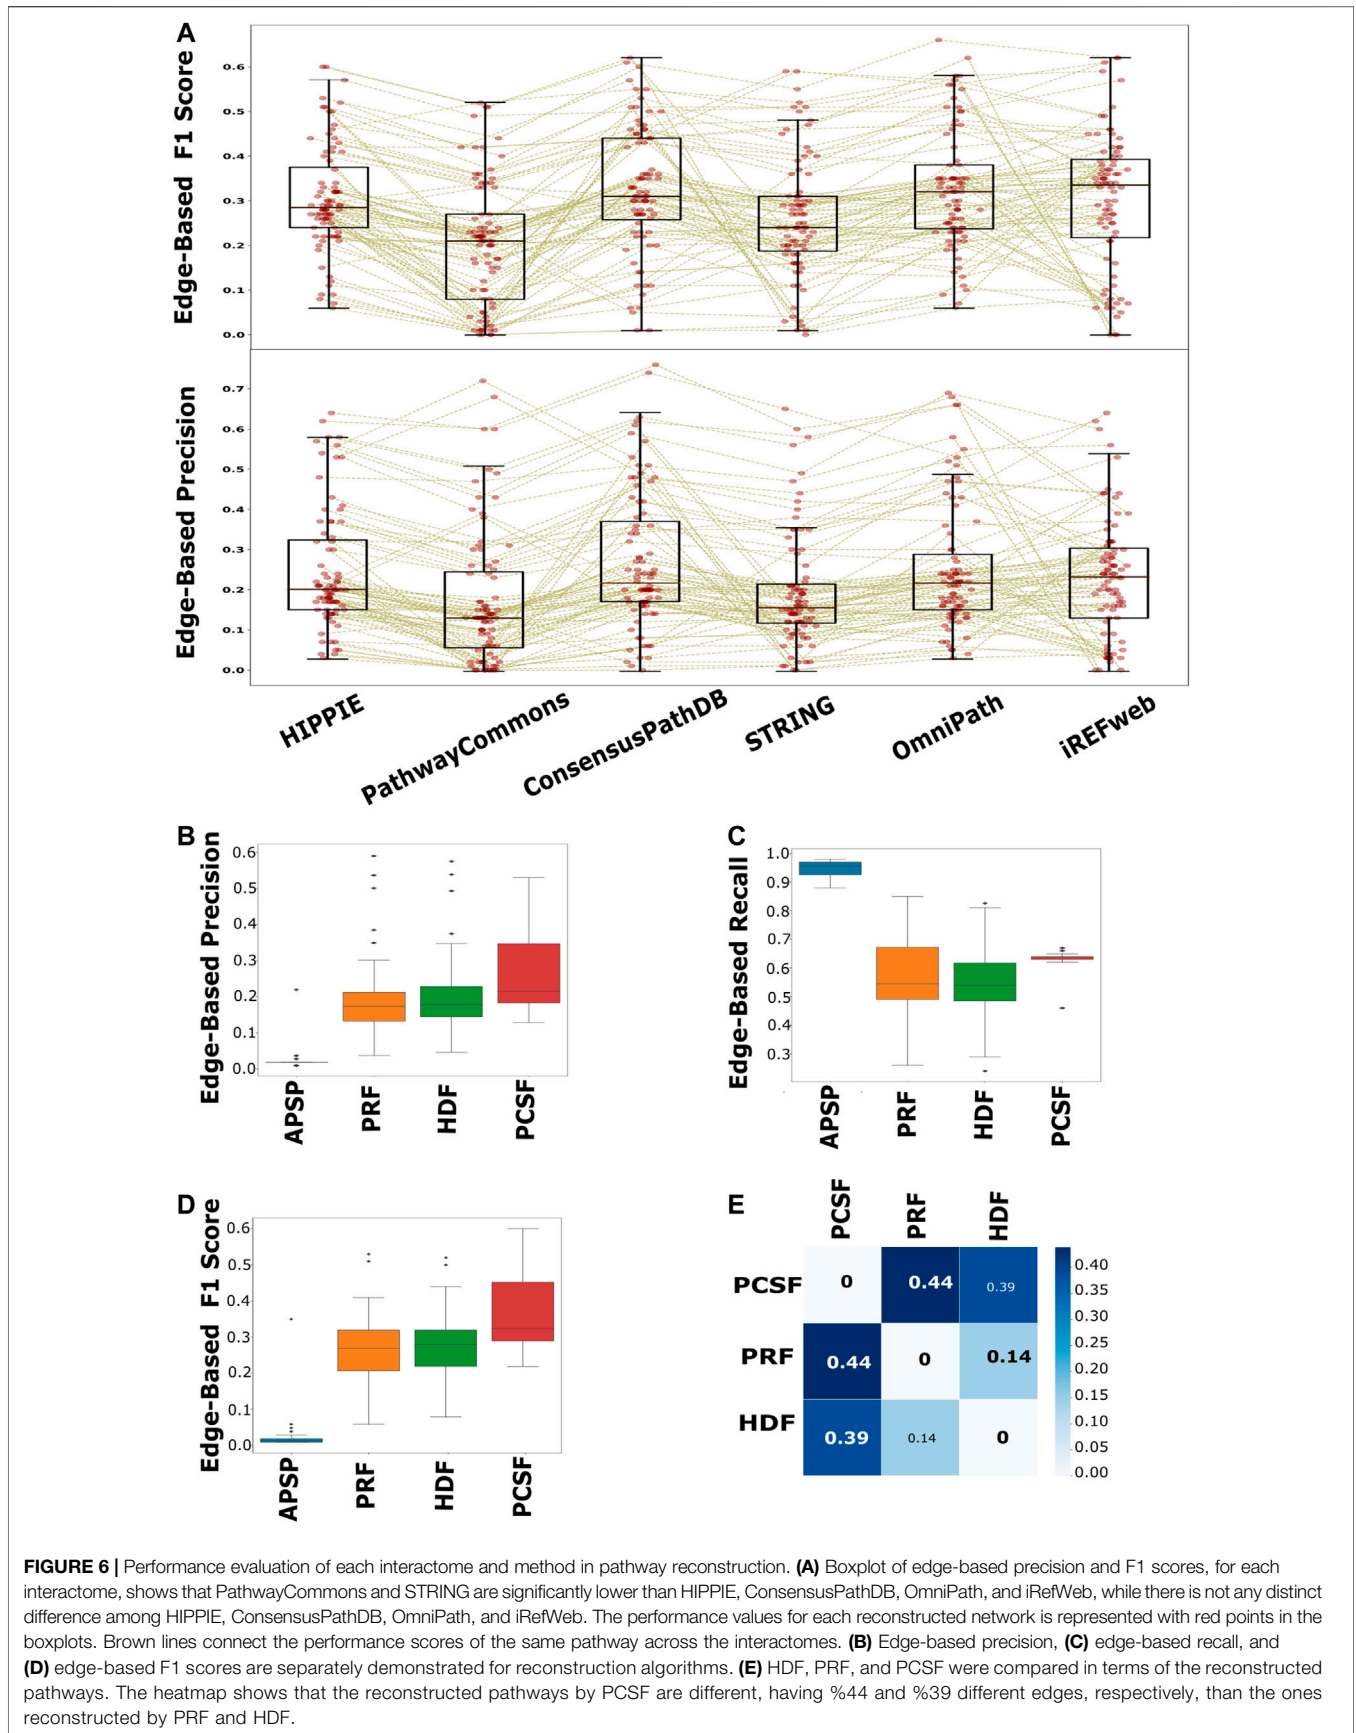 A
Edge-Based F1 Score
0.6
0.5
0.4
0.3
0.2
0.1
0.0
Edge-Based Precision
0.7
0.6
0.5
0.4
0.3
0.2
0.1
0.0
HIPPIE
PathwayCommons
ConsensusPathDB
STRING
OmniPath
iREFweb
B
Edge-Based Precision
0.6
0.5
0.4
0.3
0.2
0.1
0.0
APSP
PRF
HDF
PCSF
C
Edge-Based Recall
1.0
0.9
0.8
0.7
0.6
0.5
0.4
0.3
APSP
PRF
HDF
PCSF
D
Edge-Based F1 Score
0.6
0.5
0.4
0.3
0.2
0.1
0.0
APSP
PRF
HDF
PCSF
E
PCSF PRF HDF
PCSF 0 0.44 0.39
PRF 0.44 0 0.14
HDF 0.39 0.14 0
0.40
0.35
0.30
0.25
0.20
0.15
0.10
0.05
0.00
FIGURE 6 | Performance evaluation of each interactome and method in pathway reconstruction. (A) Boxplot of edge-based precision and F1 scores, for each
interactome, shows that PathwayCommons and STRING are significantly lower than HIPPIE, ConsensusPathDB, OmniPath, and iRefWeb, while there is not any distinct
difference among HIPPIE, ConsensusPathDB, OmniPath, and iRefWeb. The performance values for each reconstructed network is represented with red points in the
boxplots. Brown lines connect the performance scores of the same pathway across the interactomes. (B) Edge-based precision, (C) edge-based recall, and
(D) edge-based F1 scores are separately demonstrated for reconstruction algorithms. (E) HDF, PRF, and PCSF were compared in terms of the reconstructed
pathways. The heatmap shows that the reconstructed pathways by PCSF are different, having %44 and %39 different edges, respectively, than the ones
reconstructed by PRF and HDF.